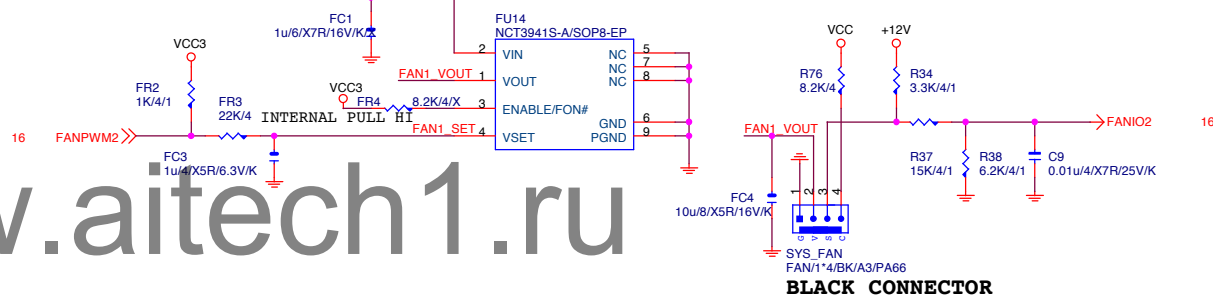 FC1
1u/6/X7R/16V/K/X
VCC3
FR2
1K/4/1
FR3
22K/4
INTERNAL PULL HI
16
FANPWM2
FC3
1u/4/X5R/6.3V/K
VCC3
FR4
8.2K/4/X
FAN1_VOUT
FAN1_SET
FU14
NCT3941S-A/SOP8-EP
2
VIN
1
VOUT
3
ENABLE/FON#
4
VSET
NC
5
NC
7
NC
8
GND
6
PGND
9
VCC
+12V
R76
8.2K/4
R34
3.3K/4/1
FAN1_VOUT
FANIO2
16
R37
15K/4/1
R38
6.2K/4/1
C9
0.01u/4/X7R/25V/K
FC4
10u/8/X5R/16V/K
1
2
3
4
G
V
S
C
SYS_FAN
FAN/1*4/BK/A3/PA66
BLACK CONNECTOR
w.aitech1.ru